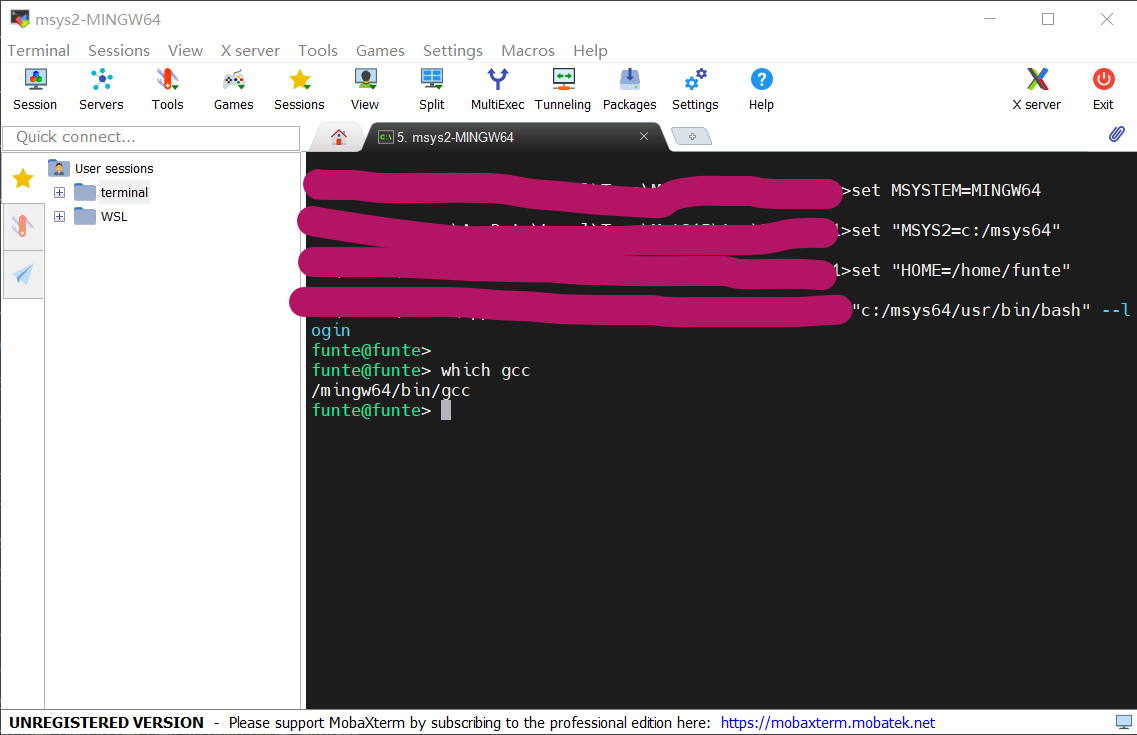 msys2-MINGW64
Terminal Sessions View X server Tools Games Settings Macros Help
Session Servers Tools Games Sessions View Split MultiExec Tunneling Packages Settings Help X server Exit
Quick connect...
5. msys2-MINGW64
User sessions
terminal
WSL
>set MSYSTEM=MINGW64
>set "MSYS2=c:/msys64"
>set "HOME=/home/funte"
"c:/msys64/usr/bin/bash" --l
ogin
funte@funte>
funte@funte> which gcc
/mingw64/bin/gcc
funte@funte>
UNREGISTERED VERSION - Please support MobaXterm by subscribing to the professional edition here: https://mobaxterm.mobatek.net